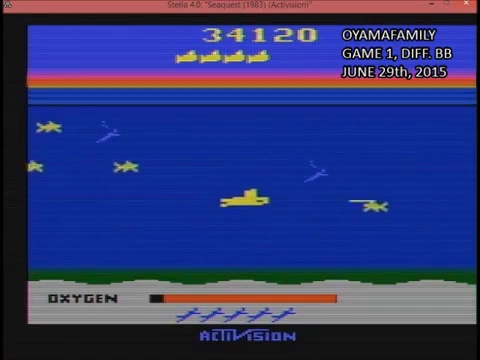 Stella 4.0: "Seaquest (1983) (Activision)"
34120
OYAMAFAMILY
GAME 1, DIFF. BB
JUNE 29th, 2015
OXYGEN
ACTIVISION